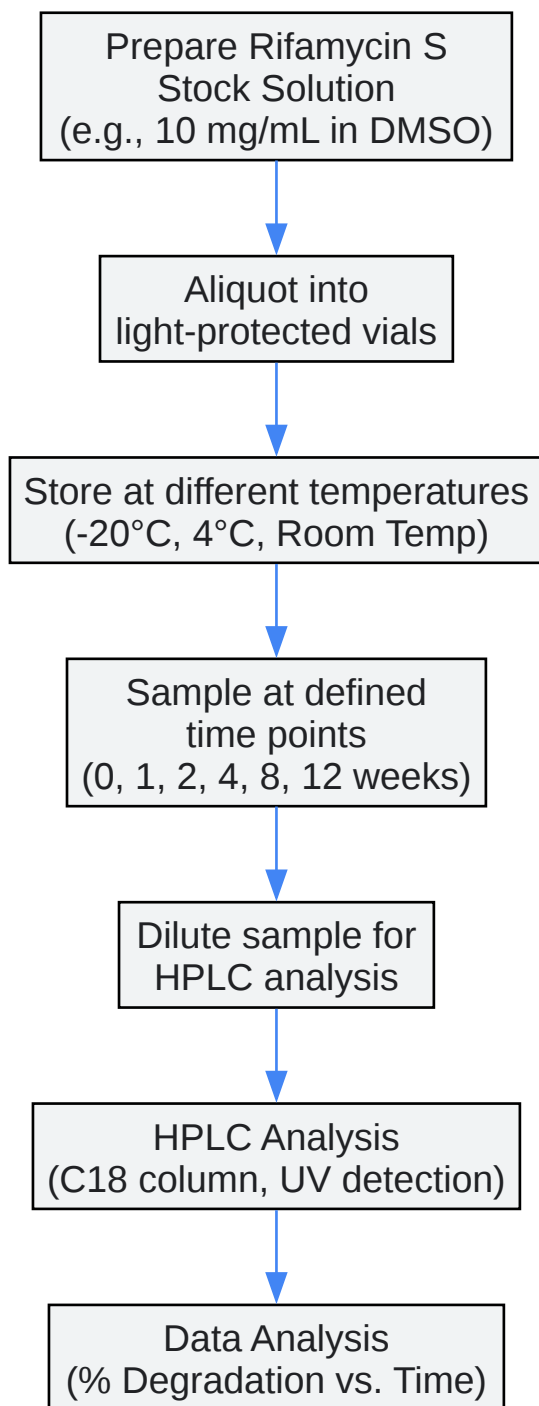 Prepare Rifamycin S
Stock Solution
(e.g., 10 mg/mL in DMSO)
Aliquot into
light-protected vials
Store at different temperatures
(-20°C, 4°C, Room Temp)
Sample at defined
time points
(0, 1, 2, 4, 8, 12 weeks)
Dilute sample for
HPLC analysis
HPLC Analysis
(C18 column, UV detection)
Data Analysis
(% Degradation vs. Time)